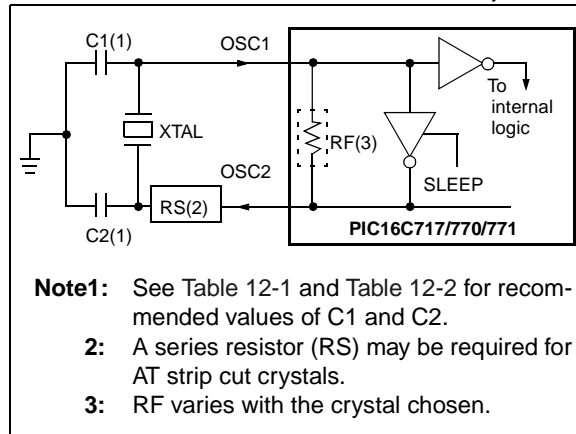 C1(1)
OSC1
To
internal
logic
XTAL
RF(3)
OSC2
SLEEP
RS(2)
C2(1)
PIC16C717/770/771
Note1: See Table 12-1 and Table 12-2 for recom-
mended values of C1 and C2.
2: A series resistor (RS) may be required for
AT strip cut crystals.
3: RF varies with the crystal chosen.